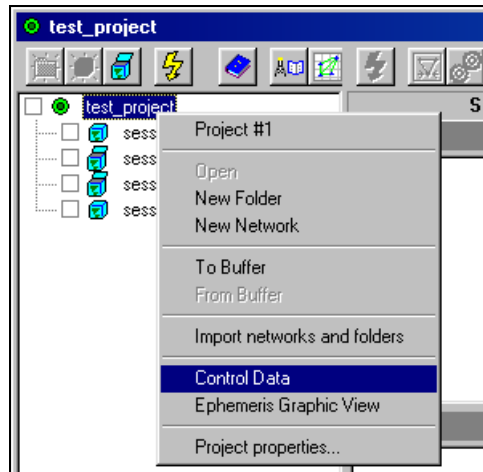 test_project
S
test_project
sess
sess
sess
sess
Project #1
Open
New Folder
New Network
To Buffer
From Buffer
Import networks and folders
Control Data
Ephemeris Graphic View
Project properties...